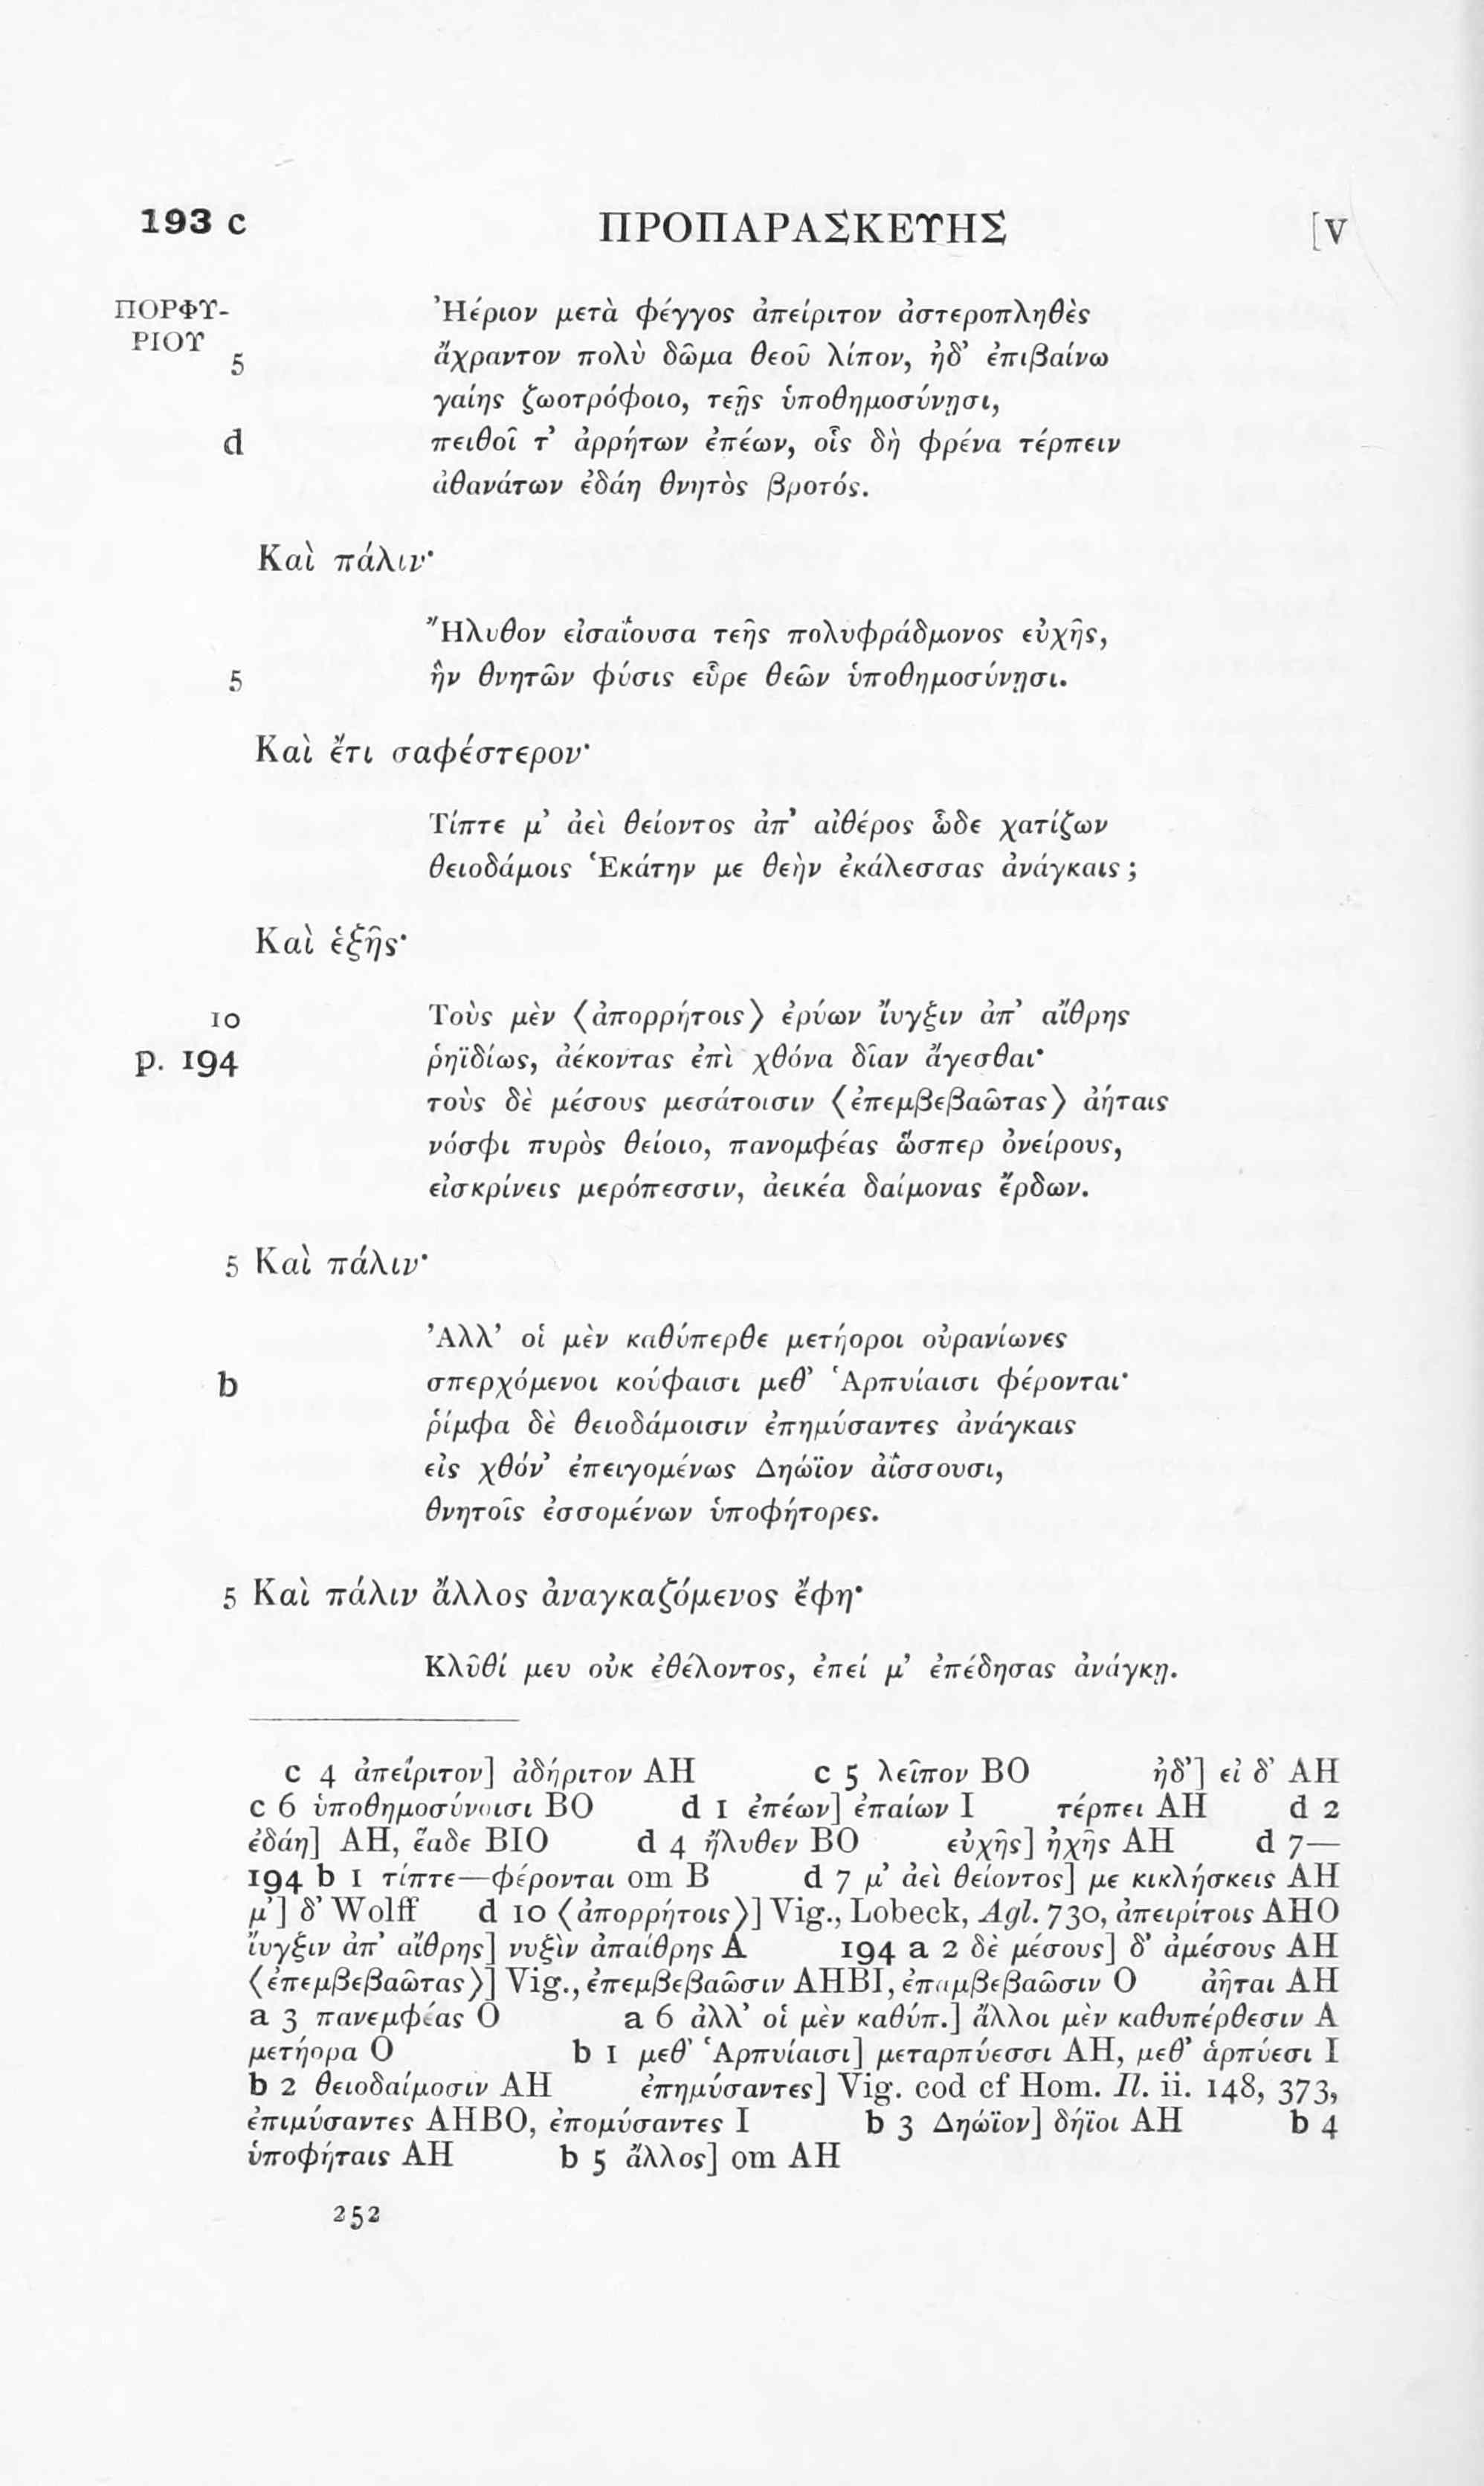 193 c ΠΡΟΠΑΡΑΣΚΕΥΗΣ [V
ΠΟΡΦΥ- Ἠέριον μετὰ φέγγος ἀπείριτον ἀστεροπληθὲς
ΡΙΟΥ
5 ἄχραντον πολὺ δῶμα θεοῦ λίπον, ἠδ’ ἐπιβαίνω
γαίης ζωοτρόφοιο, τεῇς ὑποθημοσύνῃσι,
d πειθοῖ τ’ ἀρρήτων ἐπέων, οἷς δὴ φρένα τέρπειν
ἀθανάτων ἐδάη θνητὸς βροτός.
Καὶ πάλιν·
Ἤλυθον εἰσαΐουσα τεῆς πολυφράδμονος εὐχῆς,
5 ἣν θνητῶν φύσις εὗρε θεῶν ὑποθημοσύνῃσι.
Καὶ ἔτι σαφέστερον·
Τίπτε μ’ ἀεὶ θείοντος ἀπ’ αἰθέρος ὧδε χατίζων
θειοδάμοις Ἑκάτην με θεὴν ἐκάλεσσας ἀνάγκαις;
Καὶ ἑξῆς·
10 Τοὺς μὲν ⟨ἀπορρήτοις⟩ ἐρύων ἴυγξιν ἀπ’ αἴθρης
p. 194 ῥηϊδίως, ἀέκοντας ἐπὶ χθόνα δῖαν ἄγεσθαι·
τοὺς δὲ μέσους μεσάτοισιν ⟨ἐπεμβεβαῶτας⟩ ἀήταις
νόσφι πυρὸς θείοιο, πανομφέας ὥσπερ ὀνείρους,
εἰσκρίνεις μερόπεσσιν, ἀεικέα δαίμονας ἔρδων.
5 Καὶ πάλιν·
Ἀλλ’ οἱ μὲν καθύπερθε μετήοροι οὐρανίωνες
b σπερχόμενοι κούφαισι μεθ’ Ἁρπυίαισι φέρονται·
ῥίμφα δὲ θειοδάμοισιν ἐπημύσαντες ἀνάγκαις
εἰς χθόν’ ἐπειγομένως Δηώϊον ἀΐσσουσι,
θνητοῖς ἐσσομένων ὑποφήτορες.
5 Καὶ πάλιν ἄλλος ἀναγκαζόμενος ἔφη·
Κλῦθί μευ οὐκ ἐθέλοντος, ἐπεί μ’ ἐπέδησας ἀνάγκῃ.
c 4 ἀπείριτον] ἀδήριτον AH c 5 λεῖπον BO ἠδ’] εἰ δ’ AH
c 6 ὑποθημοσύνοισι BO d 1 ἐπέων] ἐπαίων I τέρπει AH d 2
ἐδάη] AH, ἕαδε BIO d 4 ἤλυθεν BO εὐχῆς] ἠχῆς AH d 7—
194 b 1 τίπτε—φέρονται om B d 7 μ’ ἀεὶ θείοντος] με κικλήσκεις AH
μ’] δ’ Wolff d 10 ⟨ἀπορρήτοις⟩] Vig., Lobeck, Agl. 730, ἀπειρίτοις AHO
ἴυγξιν ἀπ’ αἴθρης] νυξὶν ἀπαίθρης A 194 a 2 δὲ μέσους] δ’ ἀμέσους AH
⟨ἐπεμβεβαῶτας⟩] Vig., ἐπεμβεβαῶσιν AHBI, ἐπαμβεβαῶσιν O ἀῆται AH
a 3 πανεμφέας O a 6 ἀλλ’ οἱ μὲν καθύπ.] ἄλλοι μὲν καθυπέρθεσιν A
μετήορα O b 1 μεθ’ Ἁρπυίαισι] μεταρπύεσσι AH, μεθ’ ἁρπύεσι I
b 2 θειοδαίμοσιν AH ἐπημύσαντες] Vig. cod cf Hom. Il. ii. 148, 373,
ἐπιμύσαντες AHBO, ἐπομύσαντες I b 3 Δηώϊον] δήϊοι AH b 4
ὑποφήταις AH b 5 ἄλλος] om AH
252